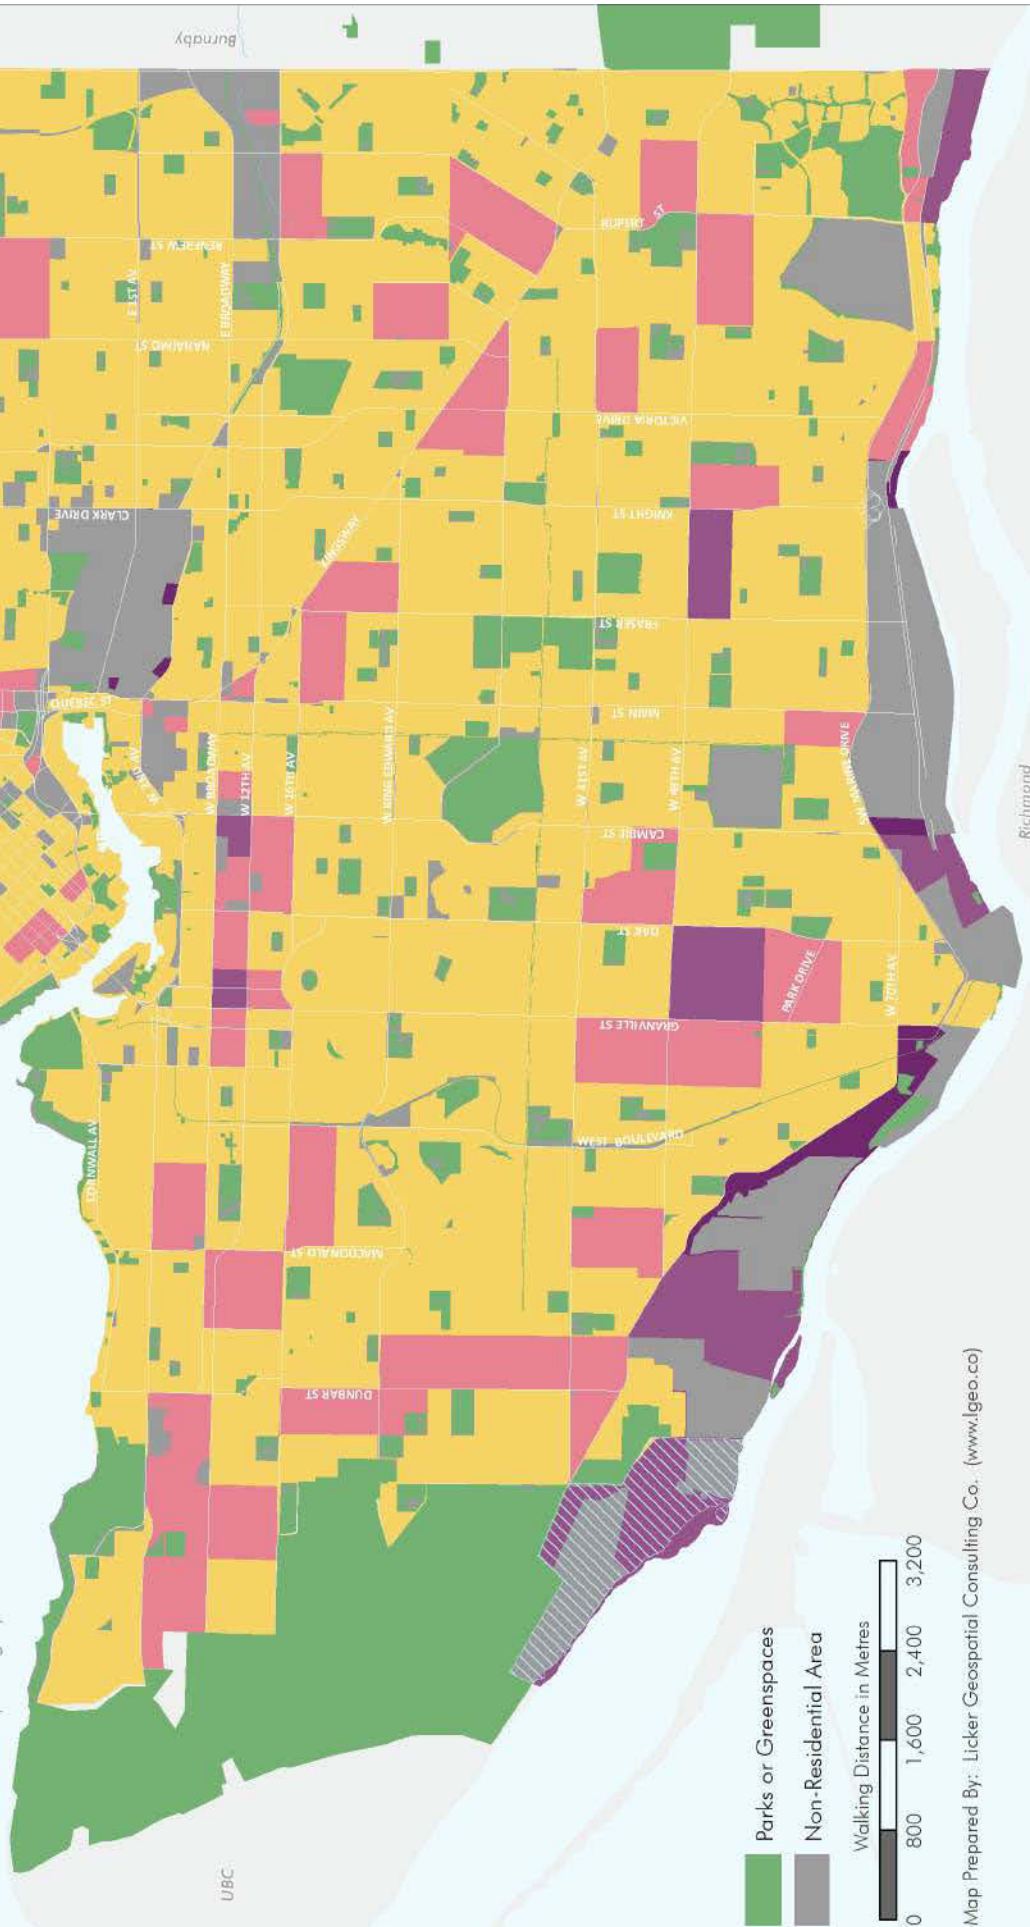 Burnaby
RENFREW ST
E 1ST AV
E BROADWAY
NANAIMO ST
RUPERT ST
VICTORIA DRIVE
CLARK DRIVE
KINGSWAY
KNIGHT ST
FRASER ST
QUEBEC ST
MAIN ST
W 2ND AV
W BROADWAY
W 12TH AV
W 16TH AV
W KING EDWARD AV
W 41ST AV
W 49TH AV
SW MARINE DRIVE
CAMBIE ST
OAK ST
PARK DRIVE
W 70TH AV
GRANVILLE ST
WEST BOULEVARD
CORNWALL AV
MACDONALD ST
DUNBAR ST
Richmond
UBC
Parks or Greenspaces
Non-Residential Area
Walking Distance in Metres
0 800 1,600 2,400 3,200
Map Prepared By: Licker Geospatial Consulting Co. (www.lgeo.co)